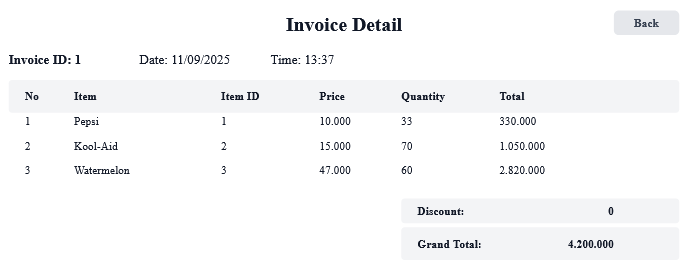 Invoice Detail
Back
Invoice ID: 1 Date: 11/09/2025 Time: 13:37
No Item Item ID Price Quantity Total
1 Pepsi 1 10.000 33 330.000
2 Kool-Aid 2 15.000 70 1.050.000
3 Watermelon 3 47.000 60 2.820.000
Discount: 0
Grand Total: 4.200.000